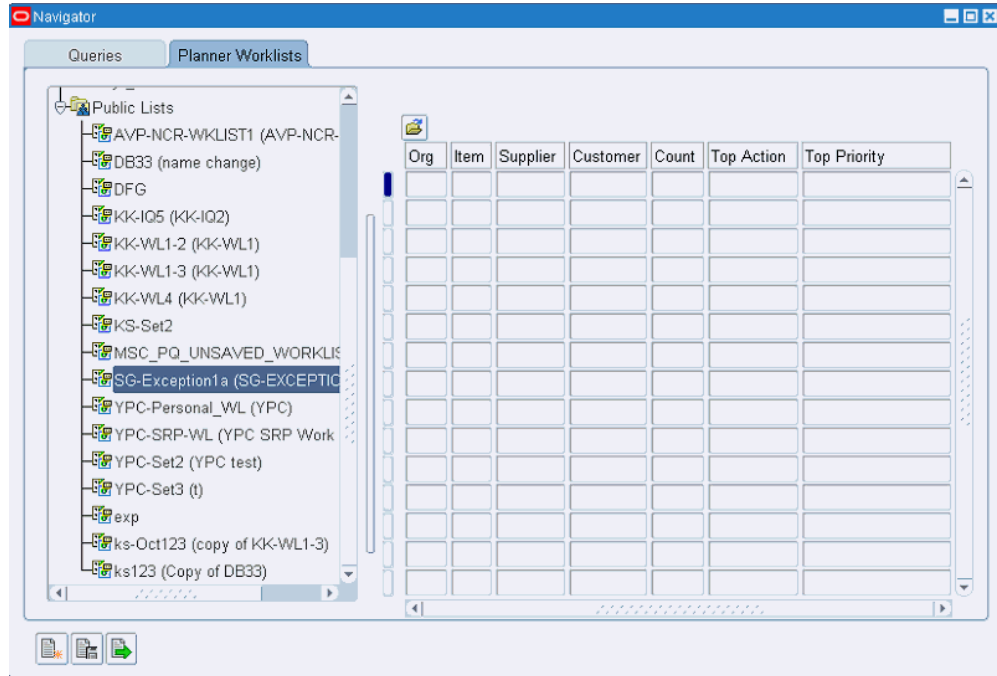 Navigator
Queries
Planner Worklists
Public Lists
AVP-NCR-WKLIST1 (AVP-NCR-
DB33 (name change)
DFG
KK-IQ5 (KK-IQ2)
KK-WL1-2 (KK-WL1)
KK-WL1-3 (KK-WL1)
KK-WL4 (KK-WL1)
KS-Set2
MSC_PQ_UNSAVED_WORKLIS
SG-Exception1a (SG-EXCEPTIO
YPC-Personal_WL (YPC)
YPC-SRP-WL (YPC SRP Work
YPC-Set2 (YPC test)
YPC-Set3 (t)
exp
ks-Oct123 (copy of KK-WL1-3)
ks123 (Copy of DB33)
Org Item Supplier Customer Count Top Action Top Priority